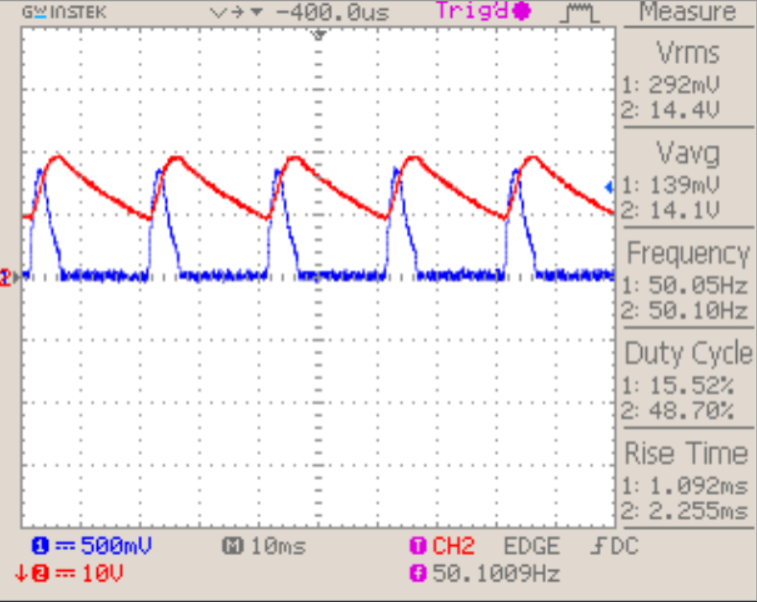 GW INSTEK -400.0us Trig'd Measure
Vrms
1: 292mV
2: 14.4V
Vavg
1: 139mV
2: 14.1V
Frequency
1: 50.05Hz
2: 50.10Hz
Duty Cycle
1: 15.52%
2: 48.70%
Rise Time
1: 1.092ms
2: 2.255ms
1 500mV M 10ms T CH2 EDGE DC
2 10V f 50.1009Hz